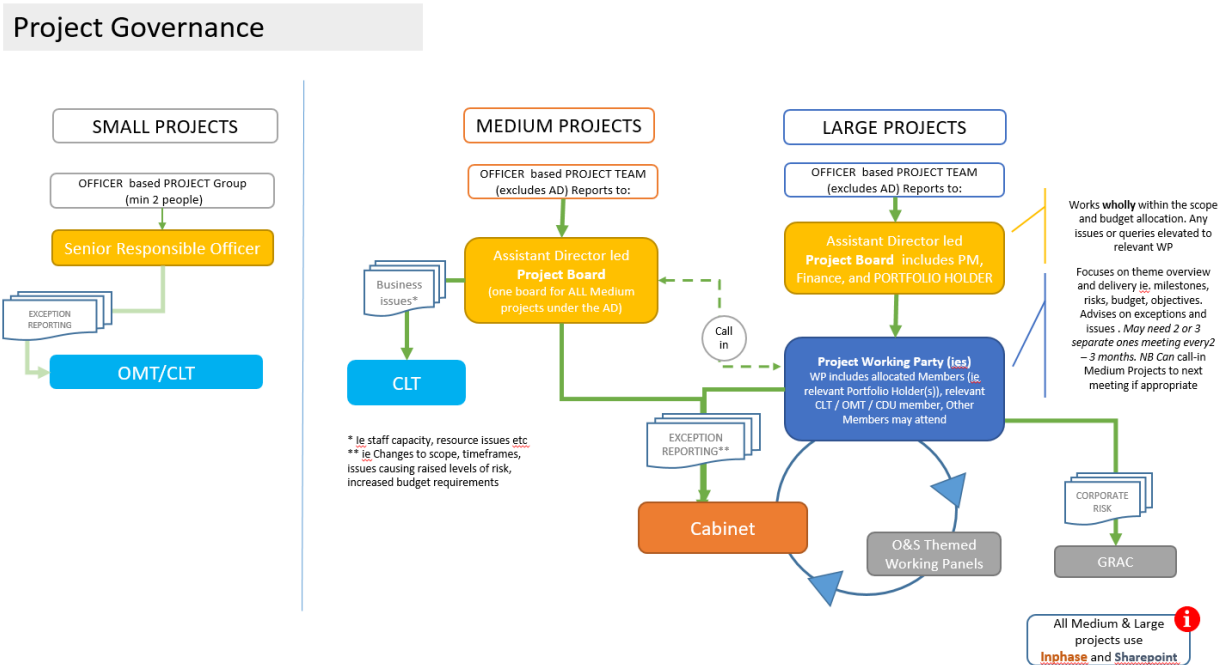 Project Governance
SMALL PROJECTS
OFFICER based PROJECT Group
(min 2 people)
Senior Responsible Officer
EXCEPTION
REPORTING
OMT/CLT
MEDIUM PROJECTS
OFFICER based PROJECT TEAM
(excludes AD) Reports to:
Assistant Director led
Project Board
(one board for ALL Medium
projects under the AD)
Business
issues*
CLT
* Ie staff capacity, resource issues etc
** ie Changes to scope, timeframes,
issues causing raised levels of risk,
increased budget requirements
Call
in
LARGE PROJECTS
OFFICER based PROJECT TEAM
(excludes AD) Reports to:
Assistant Director led
Project Board includes PM,
Finance, and PORTFOLIO HOLDER
Project Working Party (ies)
WP includes allocated Members (ie
relevant Portfolio Holder(s)), relevant
CLT / OMT / CDU member, Other
Members may attend
EXCEPTION
REPORTING**
Cabinet
O&S Themed
Working Panels
CORPORATE
RISK
GRAC
Works wholly within the scope
and budget allocation. Any
issues or queries elevated to
relevant WP
Focuses on theme overview
and delivery ie. milestones,
risks, budget, objectives.
Advises on exceptions and
issues . May need 2 or 3
separate ones meeting every2
– 3 months. NB Can call-in
Medium Projects to next
meeting if appropriate
i
All Medium & Large
projects use
Inphase and Sharepoint